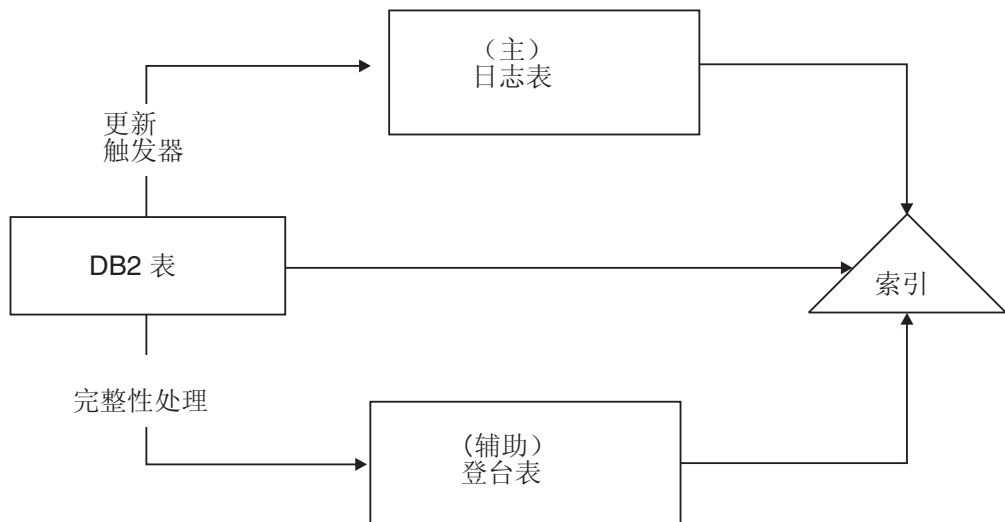 （主）
日志表
更新
触发器
DB2 表
索引
完整性处理
(辅助）
登台表